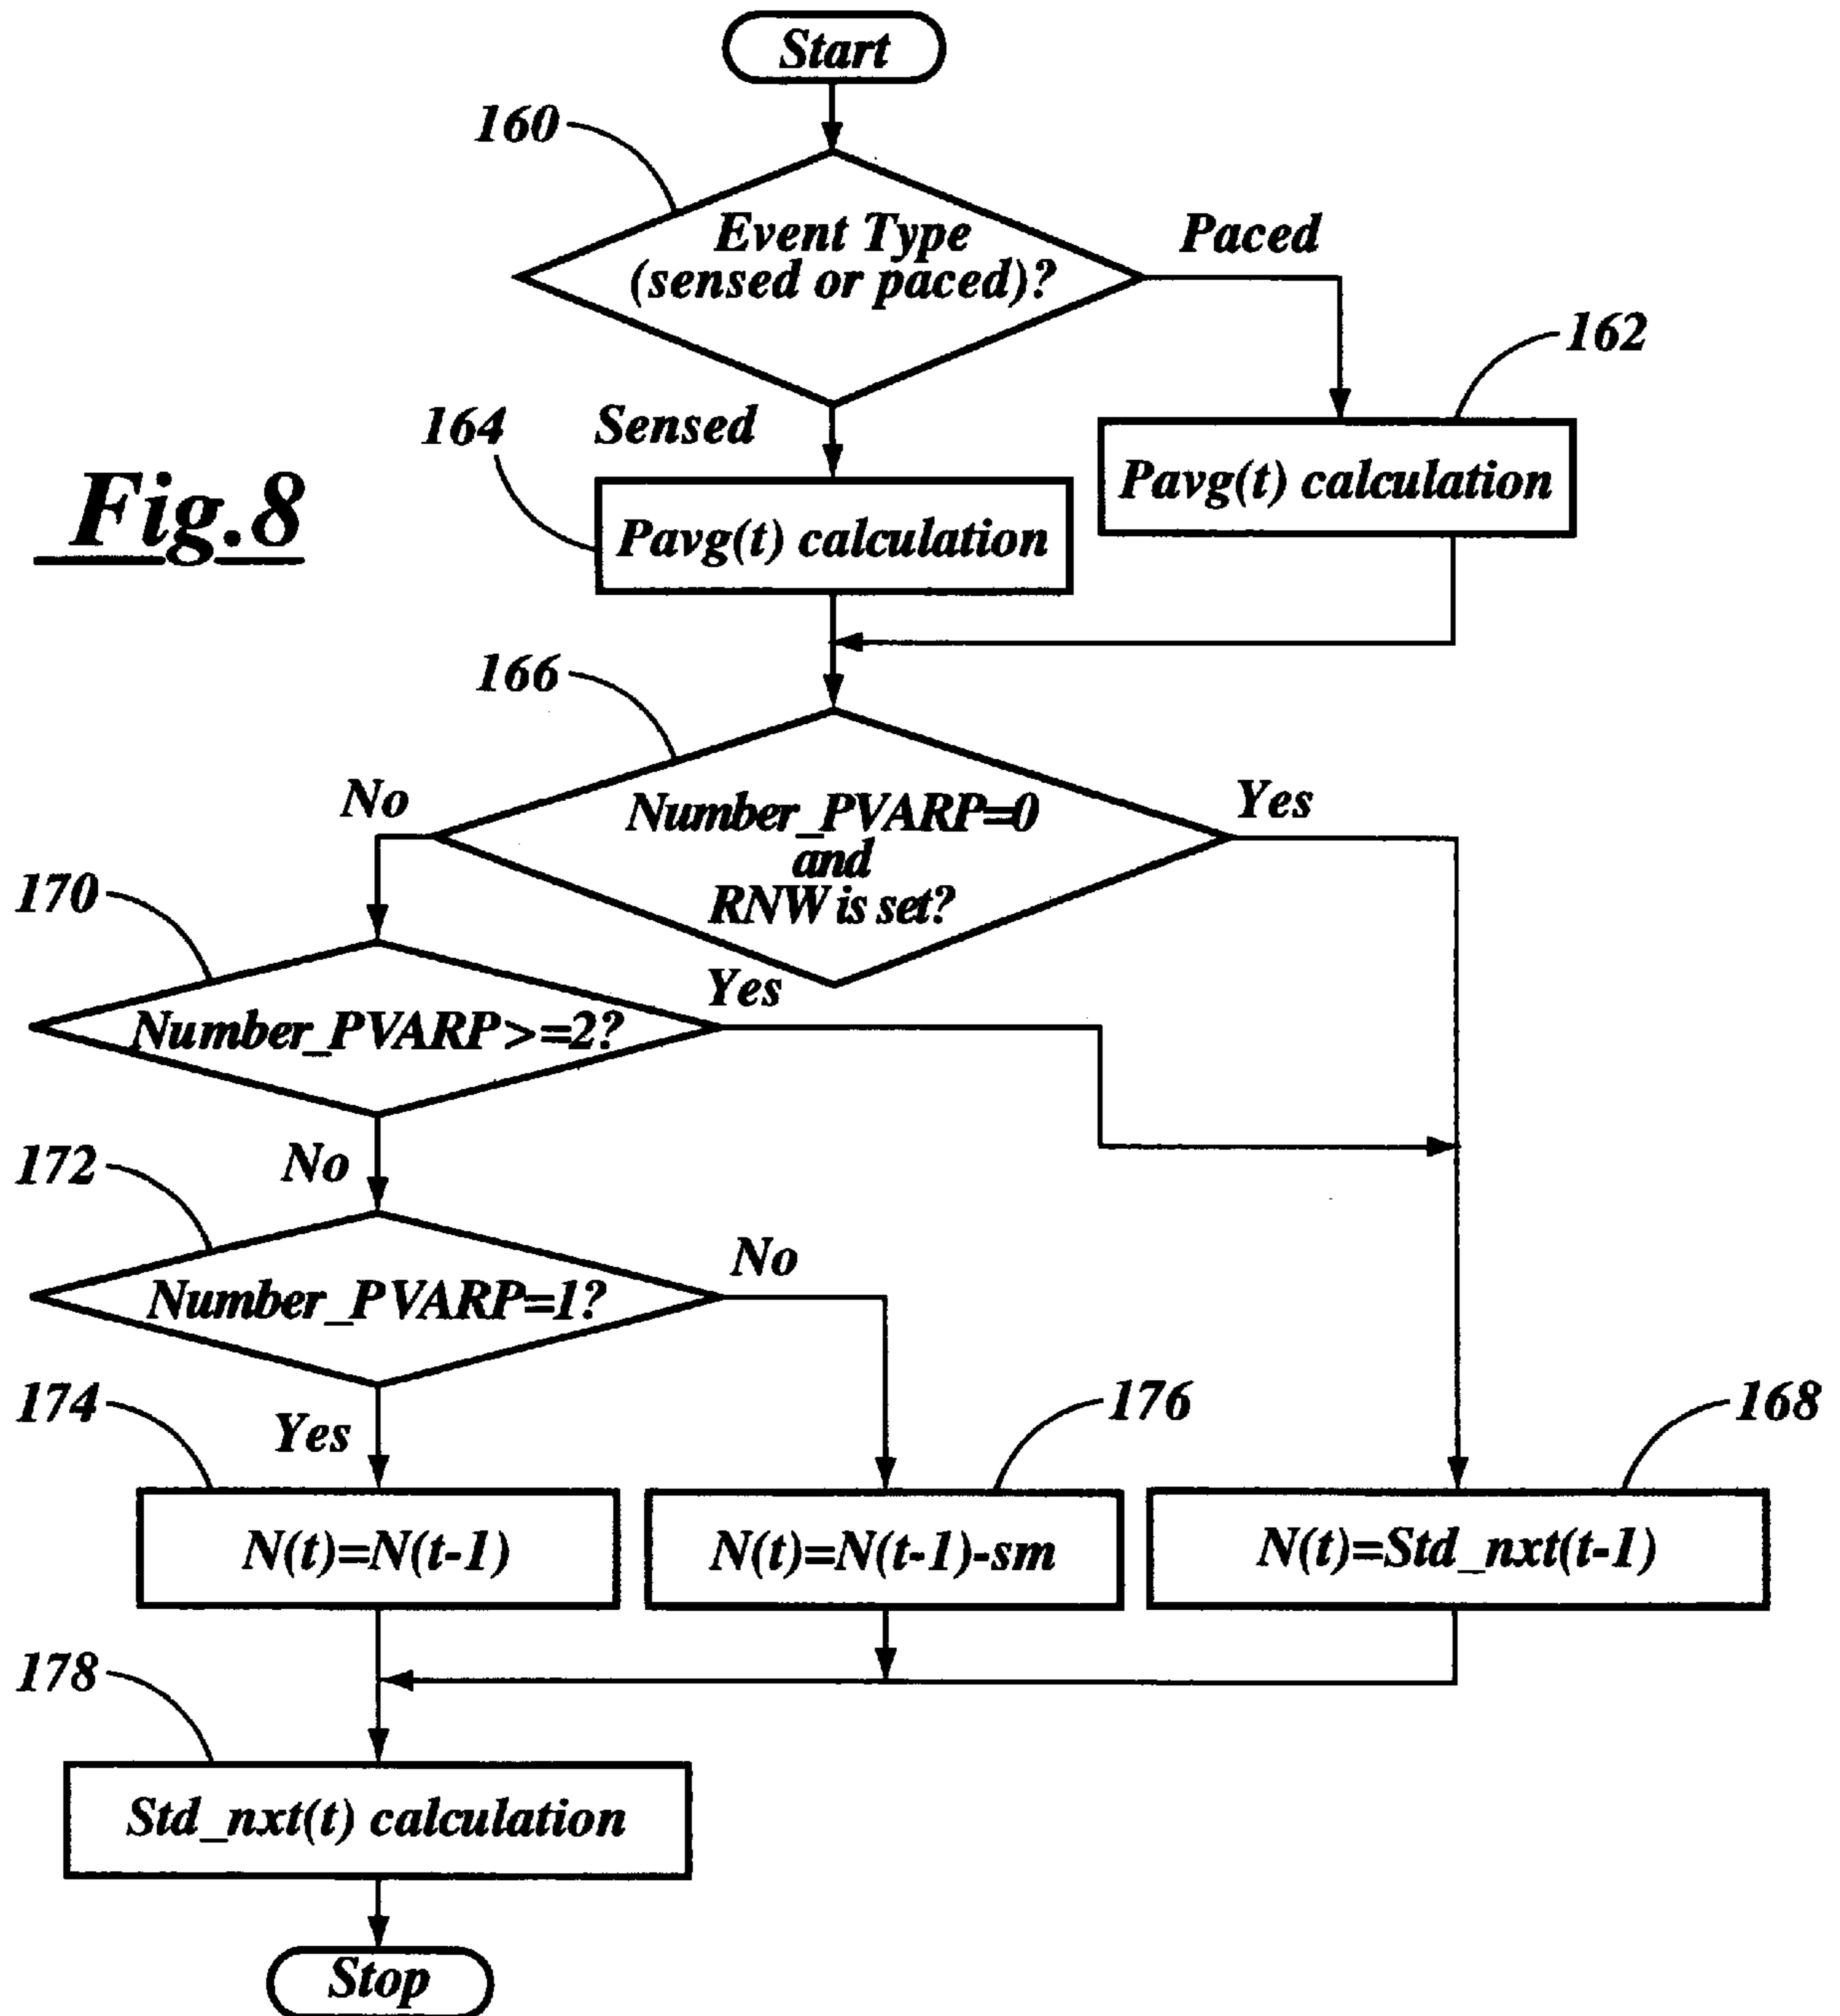 Start
160
Event Type
(sensed or paced)?
Paced
162
164
Sensed
Pavg(t) calculation
Fig.8
Pavg(t) calculation
166
No
Number_PVARP=0
and
RNW is set?
Yes
170
Yes
Number_PVARP>=2?
172
No
No
Number_PVARP=1?
174
Yes
176
168
N(t)=N(t-1)
N(t)=N(t-1)-sm
N(t)=Std_nxt(t-1)
178
Std_nxt(t) calculation
Stop